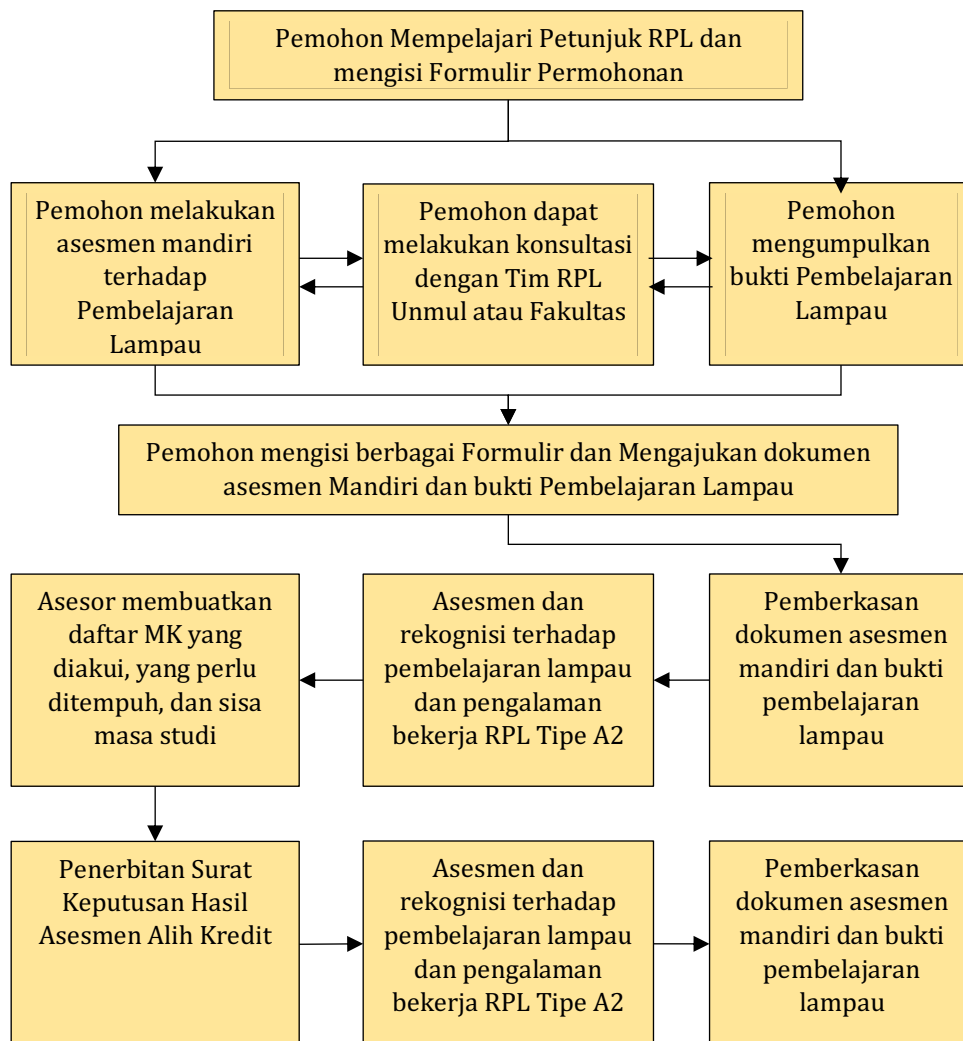 Pemohon Mempelajari Petunjuk RPL dan
mengisi Formulir Permohonan
Pemohon melakukan
asesmen mandiri
terhadap
Pembelajaran
Lampau
Pemohon dapat
melakukan konsultasi
dengan Tim RPL
Unmul atau Fakultas
Pemohon
mengumpulkan
bukti Pembelajaran
Lampau
Pemohon mengisi berbagai Formulir dan Mengajukan dokumen
asesmen Mandiri dan bukti Pembelajaran Lampau
Pemberkasan
dokumen asesmen
mandiri dan bukti
pembelajaran
lampau
Asesmen dan
rekognisi terhadap
pembelajaran lampau
dan pengalaman
bekerja RPL Tipe A2
Asesor membuatkan
daftar MK yang
diakui, yang perlu
ditempuh, dan sisa
masa studi
Penerbitan Surat
Keputusan Hasil
Asesmen Alih Kredit
Asesmen dan
rekognisi terhadap
pembelajaran lampau
dan pengalaman
bekerja RPL Tipe A2
Pemberkasan
dokumen asesmen
mandiri dan bukti
pembelajaran
lampau